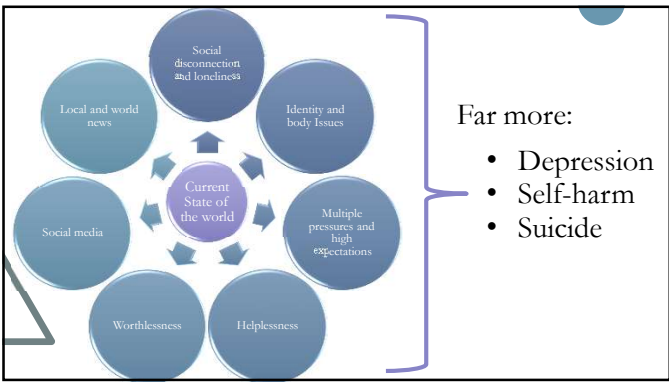 Social
disconnection
and loneliness
Identity and
body Issues
Multiple
pressures and
high
expectations
Helplessness
Worthlessness
Social media
Local and world
news
Current
State of
the world
Far more:
• Depression
• Self-harm
• Suicide